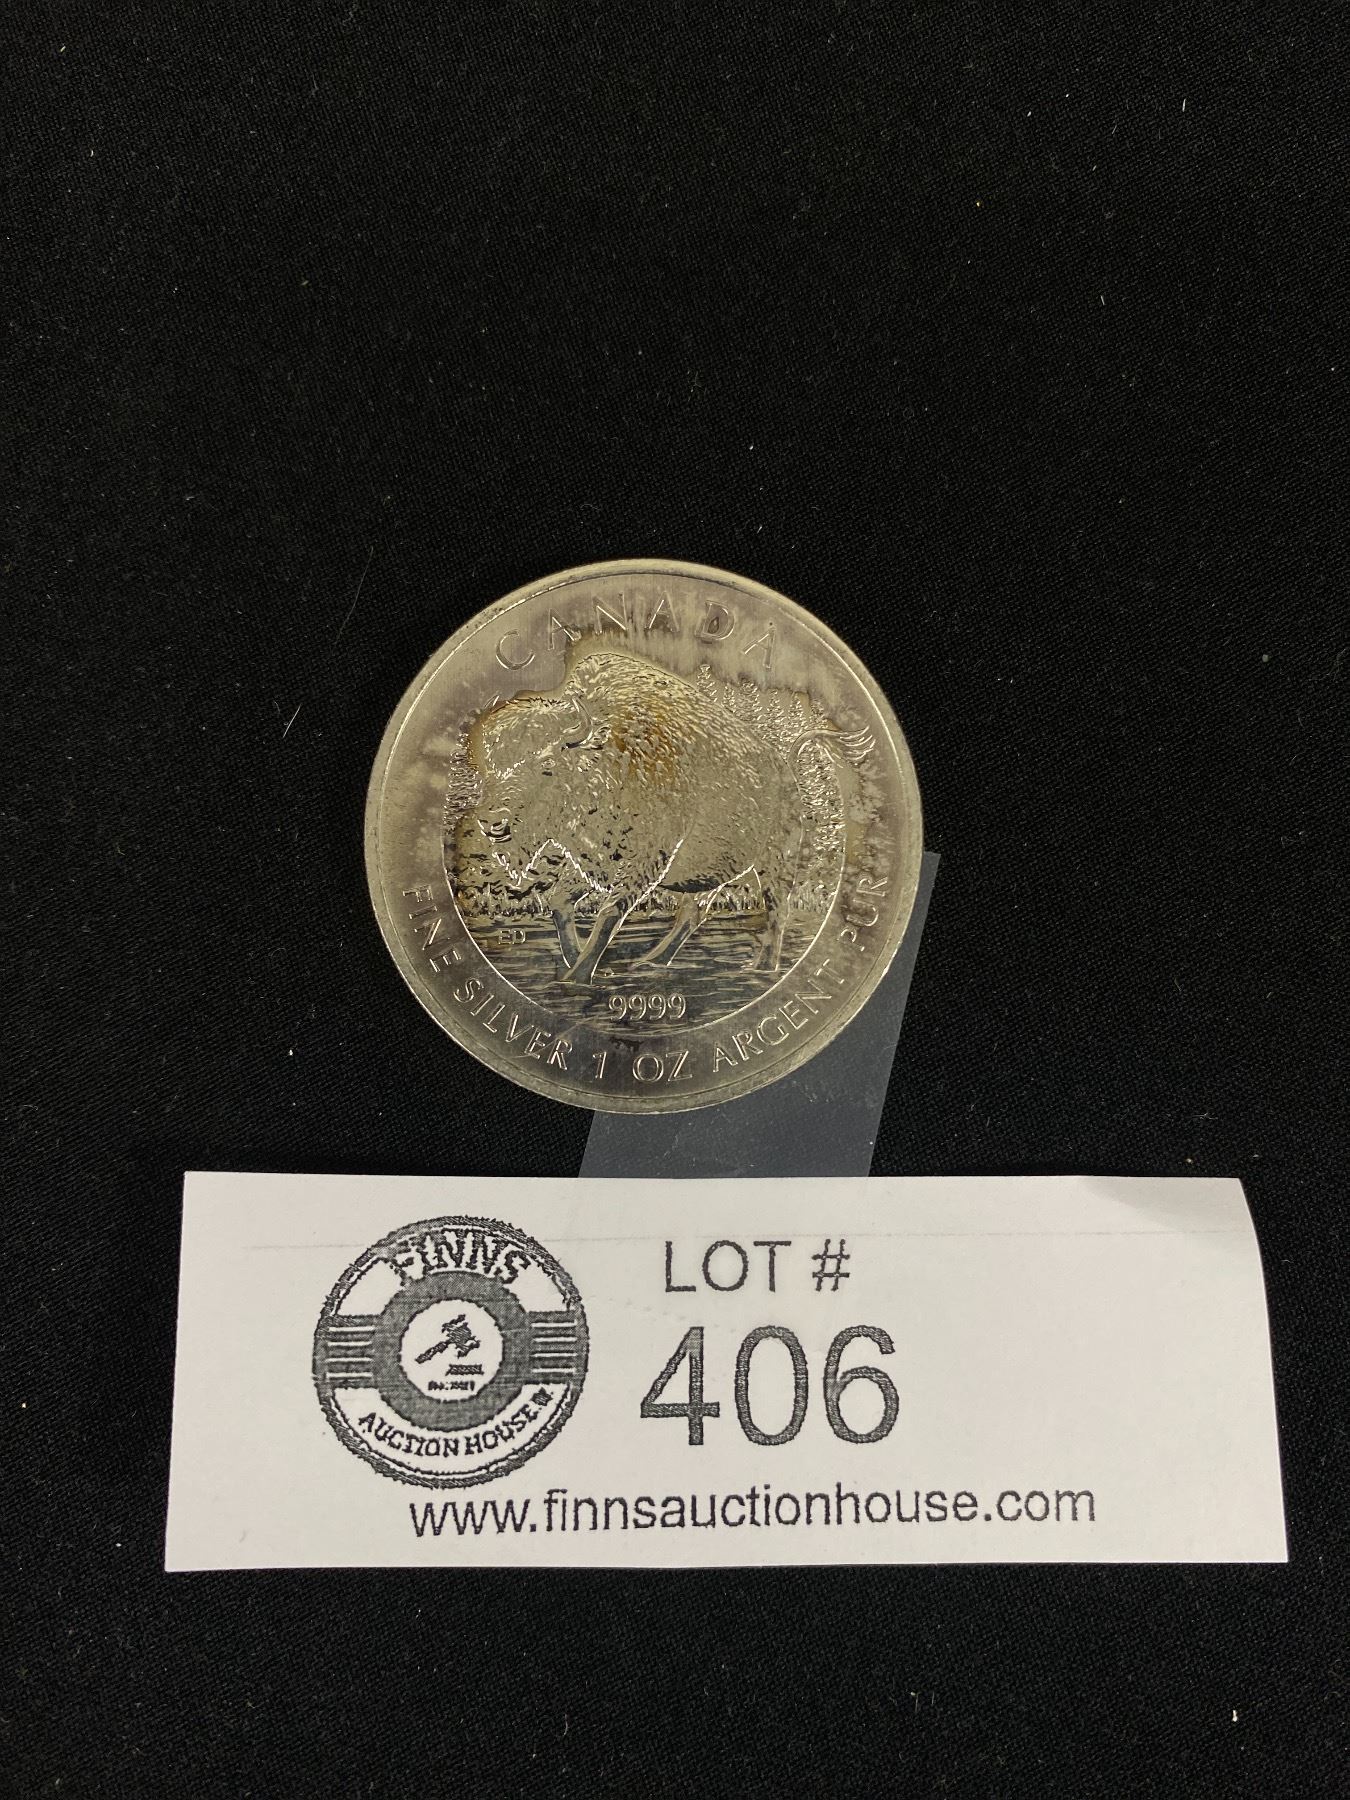 CANADA
ED
9999
FINE SILVER 1 OZ ARGENT PUR
FINNS
AUCTION HOUSE
LOT #
406
www.finnsauctionhouse.com